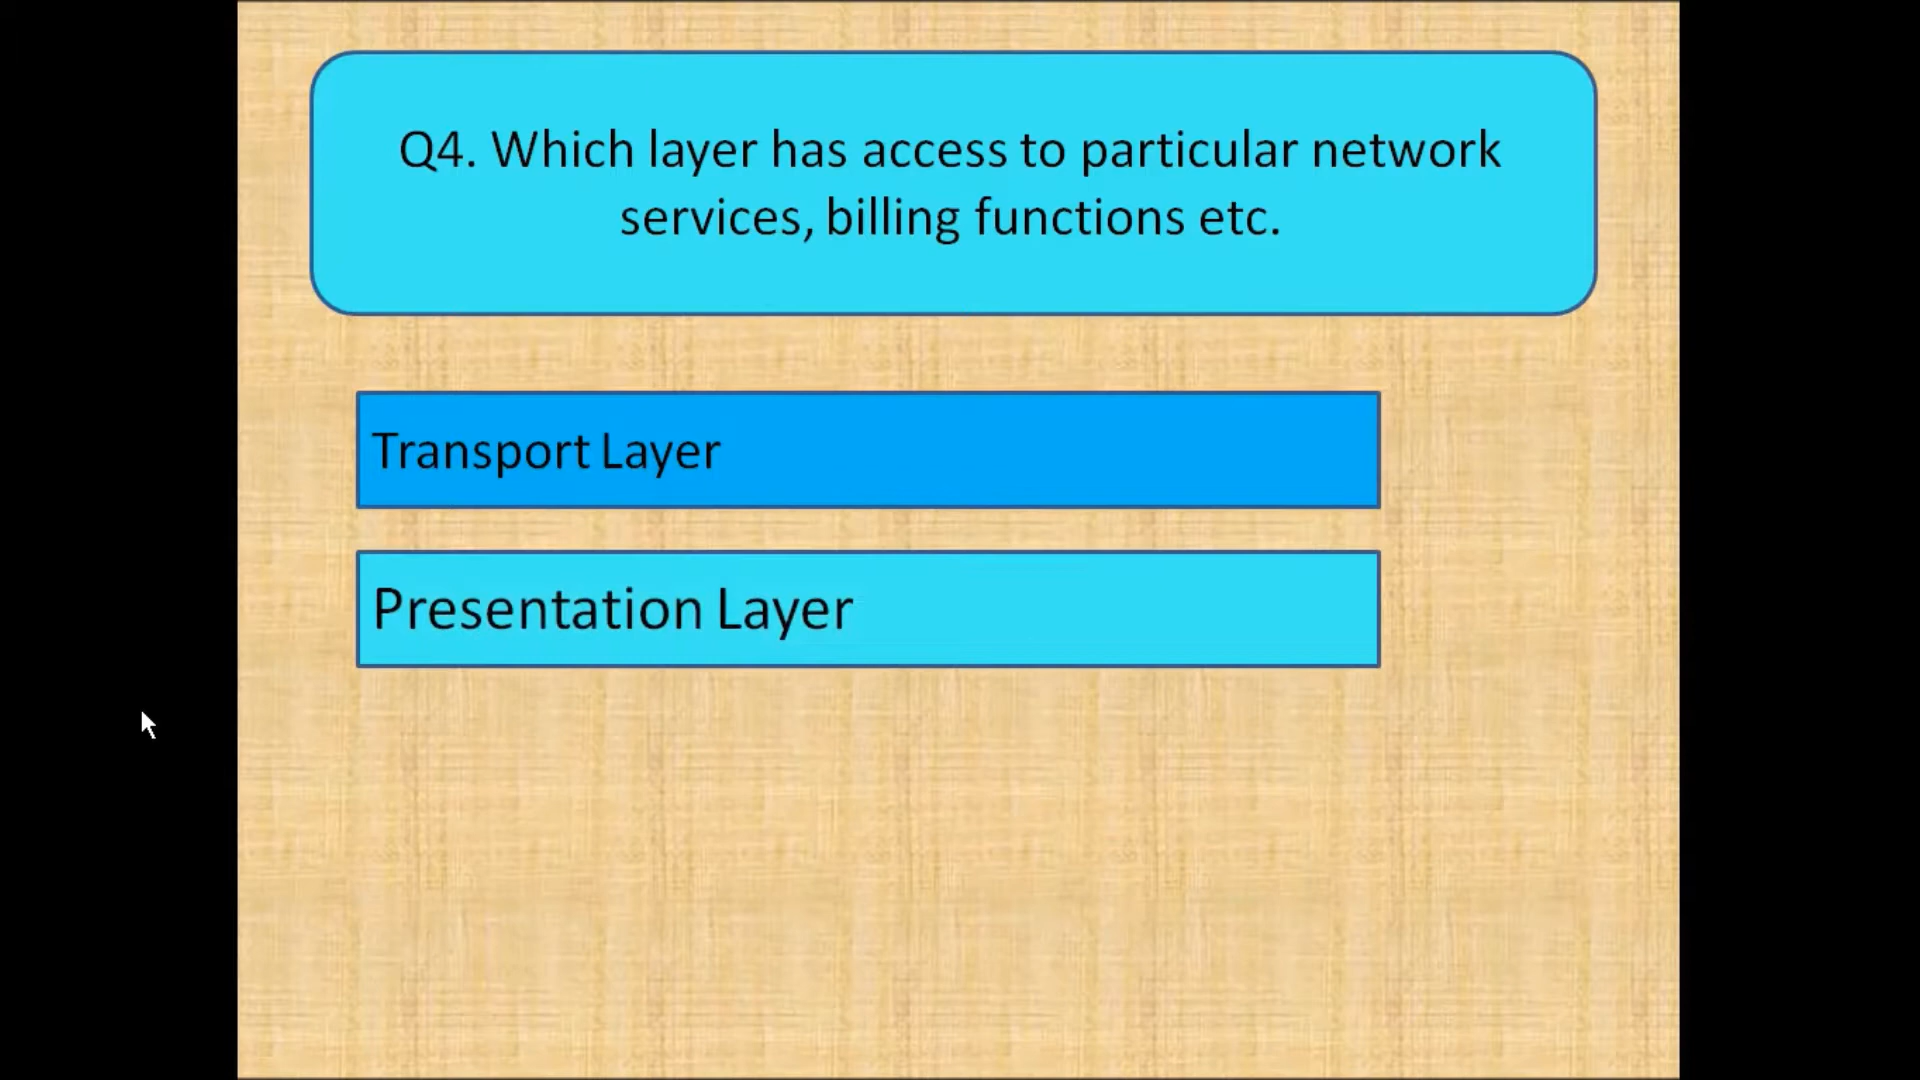 Q4. Which layer has access to particular network
services, billing functions etc.
Transport Layer
Presentation Layer